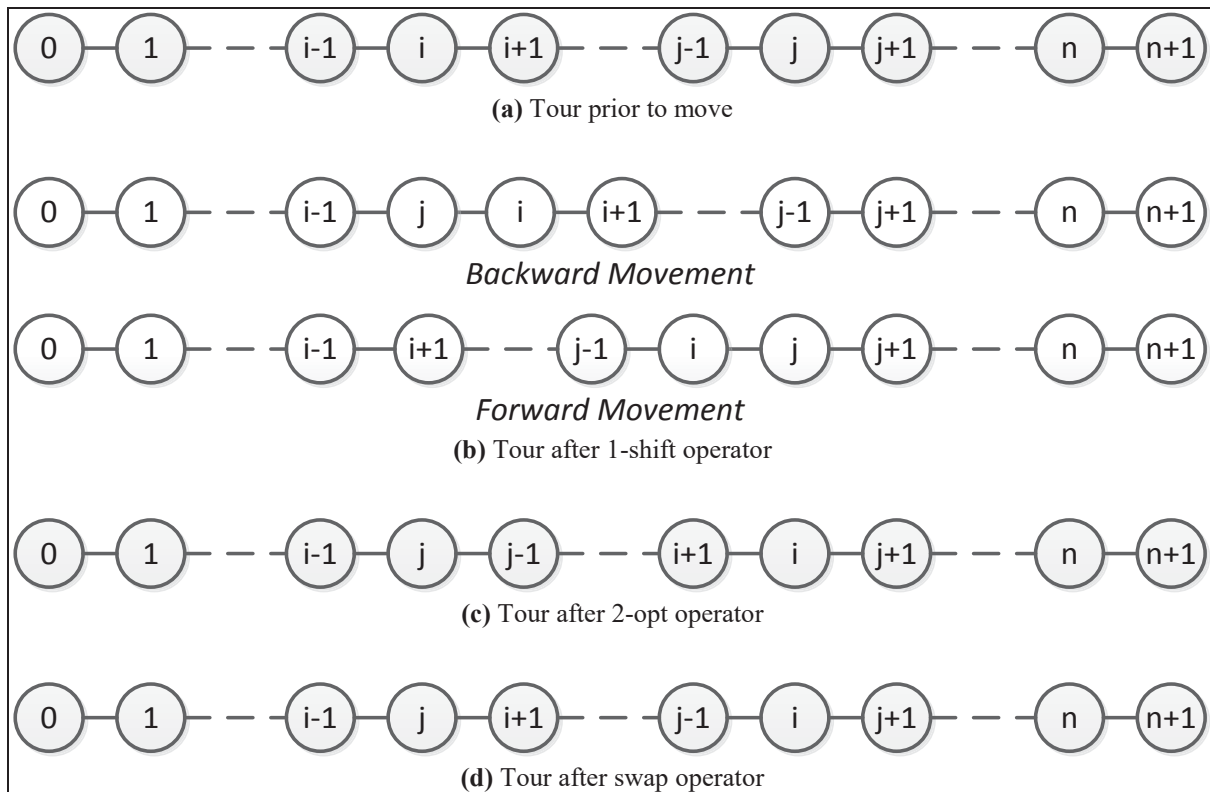 0 1 i-1 i i+1 j-1 j j+1 n n+1
(a) Tour prior to move
0 1 i-1 j i i+1 j-1 j+1 n n+1
Backward Movement
0 1 i-1 i+1 j-1 i j j+1 n n+1
Forward Movement
(b) Tour after 1-shift operator
0 1 i-1 j j-1 i+1 i j+1 n n+1
(c) Tour after 2-opt operator
0 1 i-1 j i+1 j-1 i j+1 n n+1
(d) Tour after swap operator